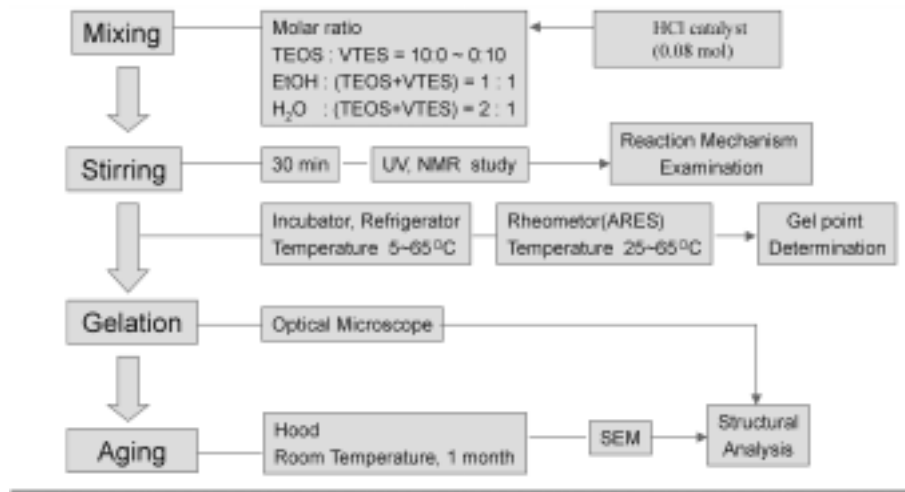 Mixing
Molar ratio
TEOS : VTES = 10:0 ~ 0:10
EtOH : (TEOS+VTES) = 1 : 1
H₂O : (TEOS+VTES) = 2 : 1
HCl catalyst
(0.08 mol)
Stirring
30 min
UV, NMR study
Reaction Mechanism
Examination
Incubator, Refrigerator
Temperature 5~65 ᴼC
Rheometor(ARES)
Temperature 25~65 ᴼC
Gel point
Determination
Gelation
Optical Microscope
Aging
Hood
Room Temperature, 1 month
SEM
Structural
Analysis